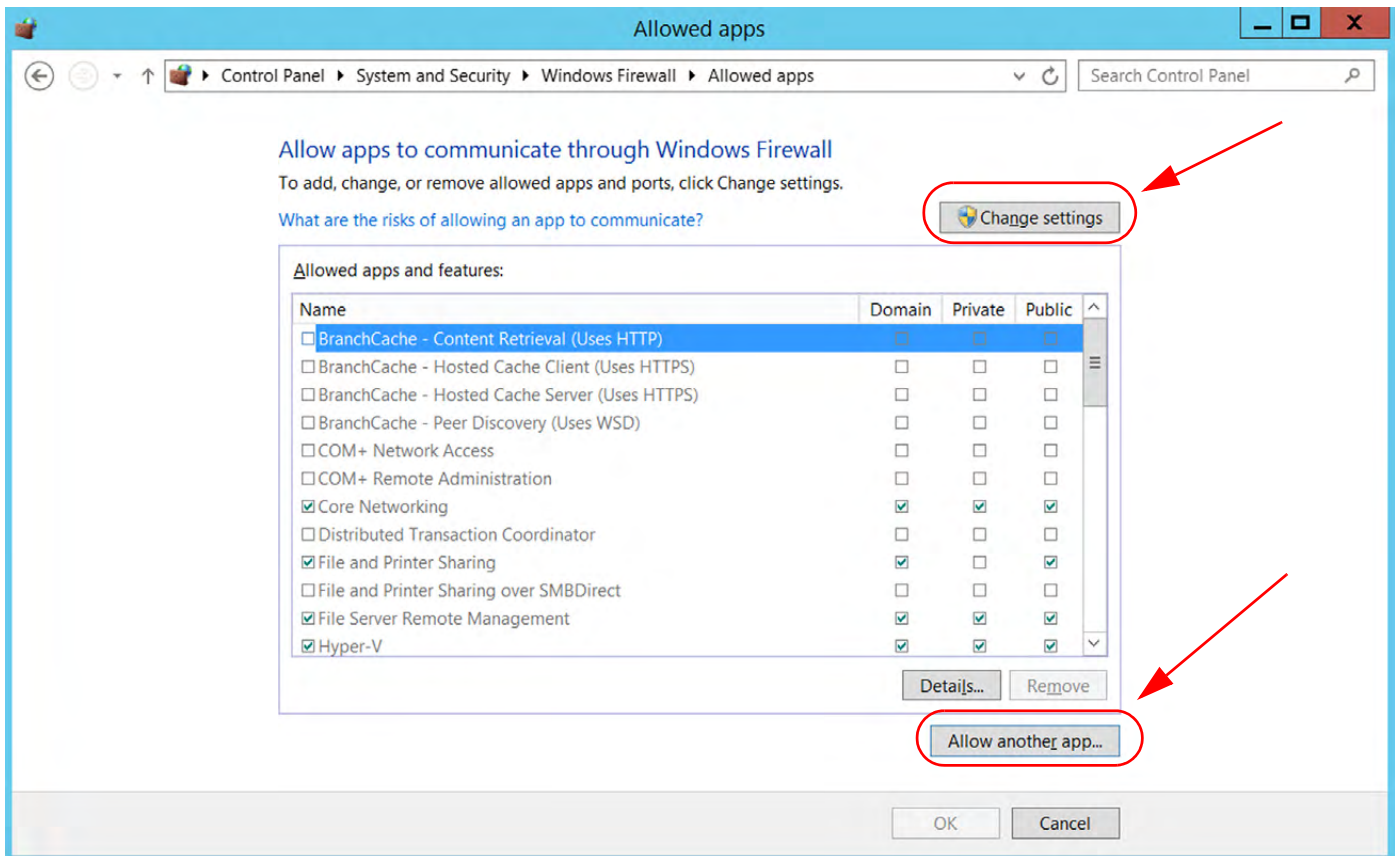 Allowed apps
X
Control Panel System and Security Windows Firewall Allowed apps
Search Control Panel
Allow apps to communicate through Windows Firewall
To add, change, or remove allowed apps and ports, click Change settings.
What are the risks of allowing an app to communicate?
Change settings
Allowed apps and features:
Name Domain Private Public
BranchCache - Content Retrieval (Uses HTTP)
BranchCache - Hosted Cache Client (Uses HTTPS)
BranchCache - Hosted Cache Server (Uses HTTPS)
BranchCache - Peer Discovery (Uses WSD)
COM+ Network Access
COM+ Remote Administration
Core Networking
Distributed Transaction Coordinator
File and Printer Sharing
File and Printer Sharing over SMBDirect
File Server Remote Management
Hyper-V
Details... Remove
Allow another app...
OK Cancel